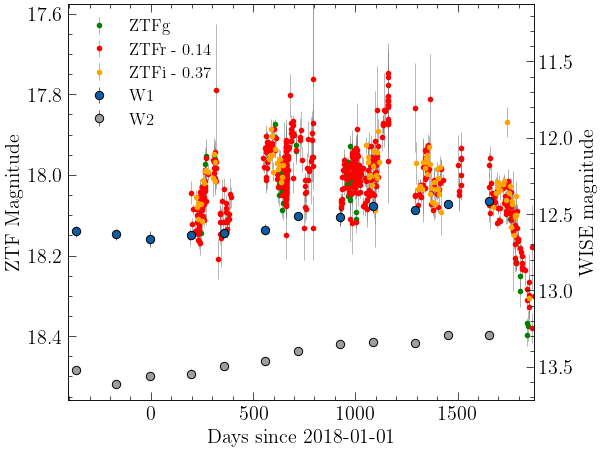 ZTFg
ZTFr - 0.14
ZTFi - 0.37
W1
W2
17.6
17.8
18.0
18.2
18.4
ZTF Magnitude
11.5
12.0
12.5
13.0
13.5
WISE magnitude
0
500
1000
1500
Days since 2018-01-01